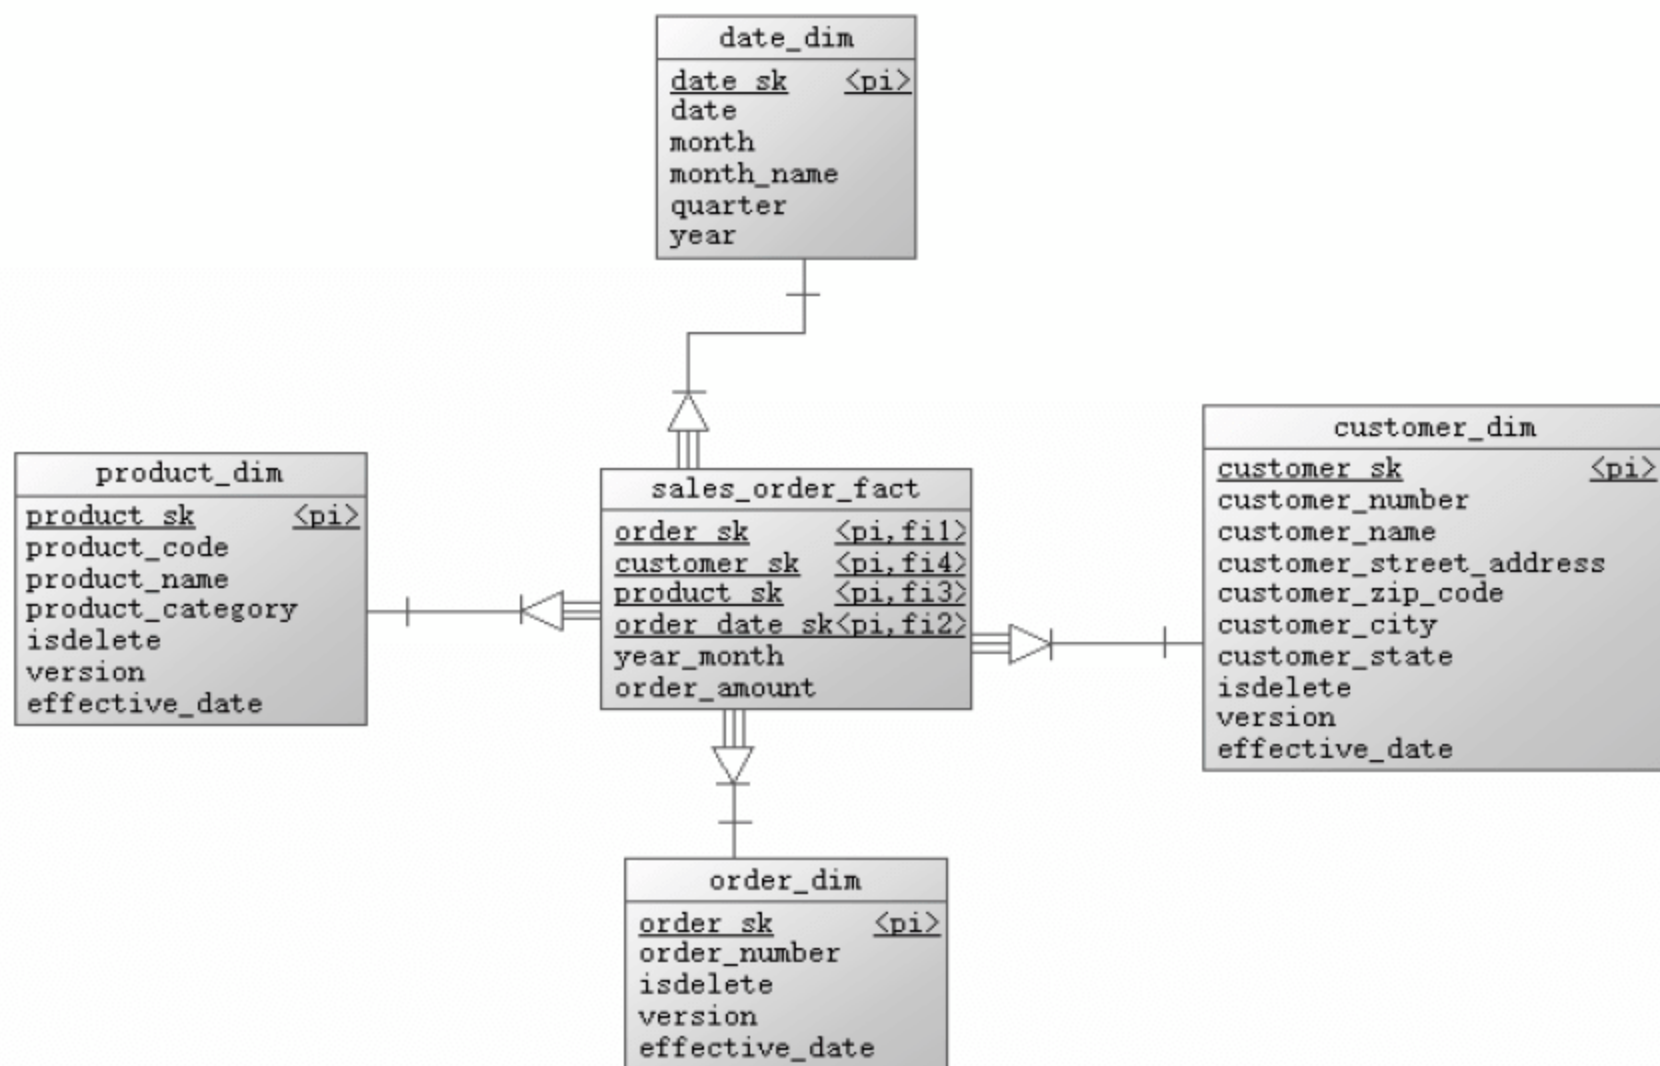 date_dim
date_sk <pi>
date
month
month_name
quarter
year
product_dim
product_sk <pi>
product_code
product_name
product_category
isdelete
version
effective_date
sales_order_fact
order_sk <pi,fi1>
customer_sk <pi,fi4>
product_sk <pi,fi3>
order_date_sk<pi,fi2>
year_month
order_amount
customer_dim
customer_sk <pi>
customer_number
customer_name
customer_street_address
customer_zip_code
customer_city
customer_state
isdelete
version
effective_date
order_dim
order_sk <pi>
order_number
isdelete
version
effective_date